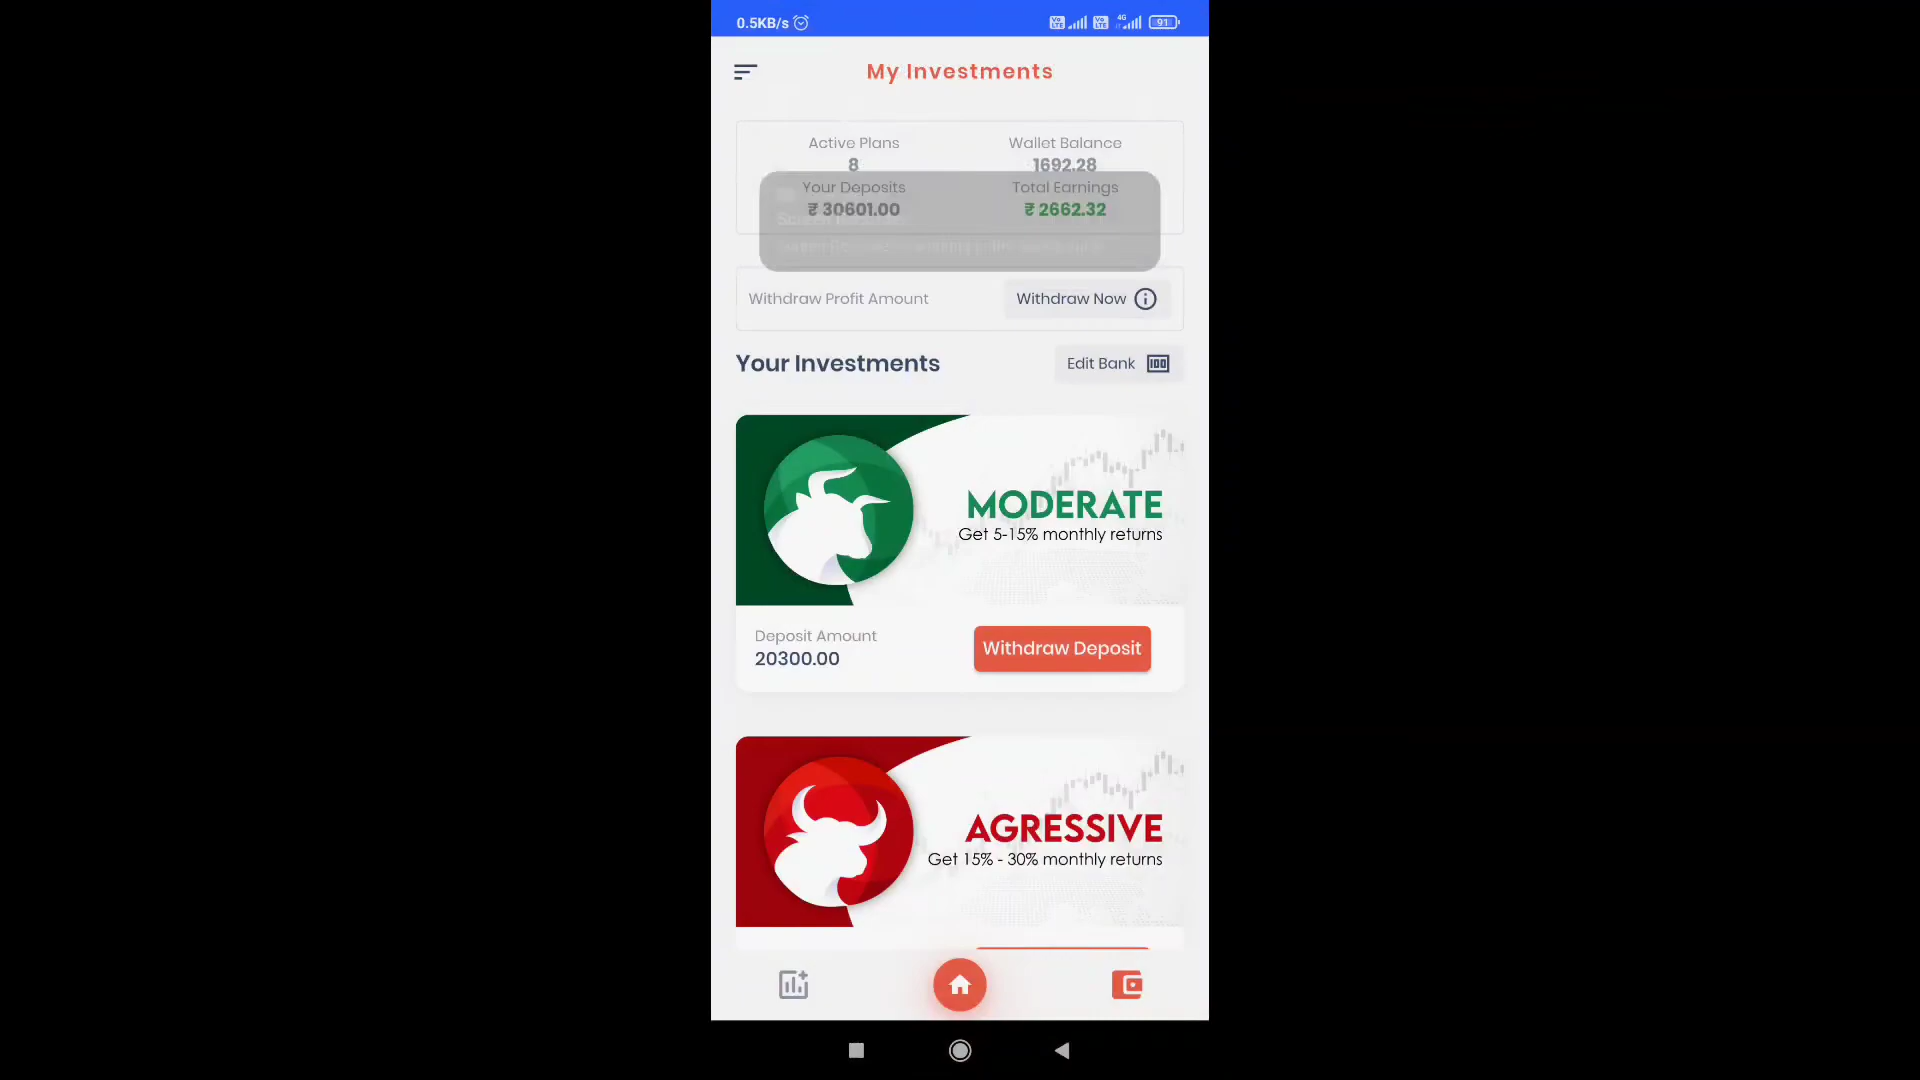 0.5KB/s
4G
91
My Investments
Active Plans
Wallet Balance
8
1692.28
Your Deposits
Total Earnings
₹ 30601.00
₹ 2662.32
Withdraw Profit Amount
Withdraw Now
Your Investments
Edit Bank
MODERATE
Get 5-15% monthly returns
Deposit Amount
20300.00
Withdraw Deposit
AGRESSIVE
Get 15% - 30% monthly returns